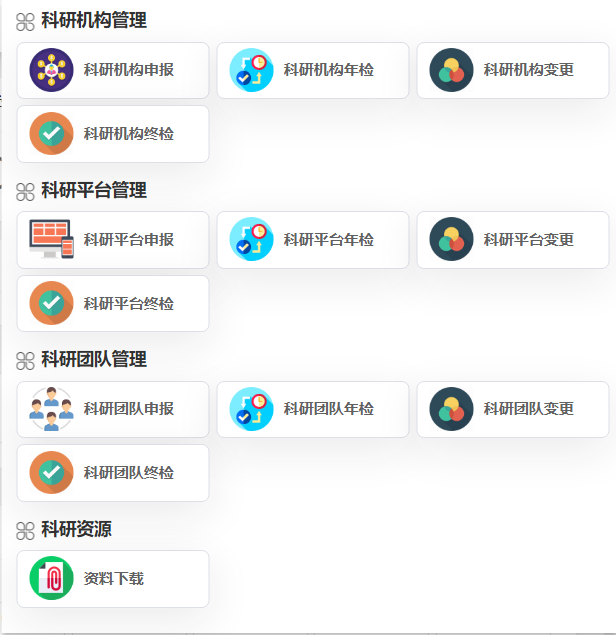 科研机构管理
科研机构申报 科研机构年检 科研机构变更
科研机构终检
科研平台管理
科研平台申报 科研平台年检 科研平台变更
科研平台终检
科研团队管理
科研团队申报 科研团队年检 科研团队变更
科研团队终检
科研资源
资料下载